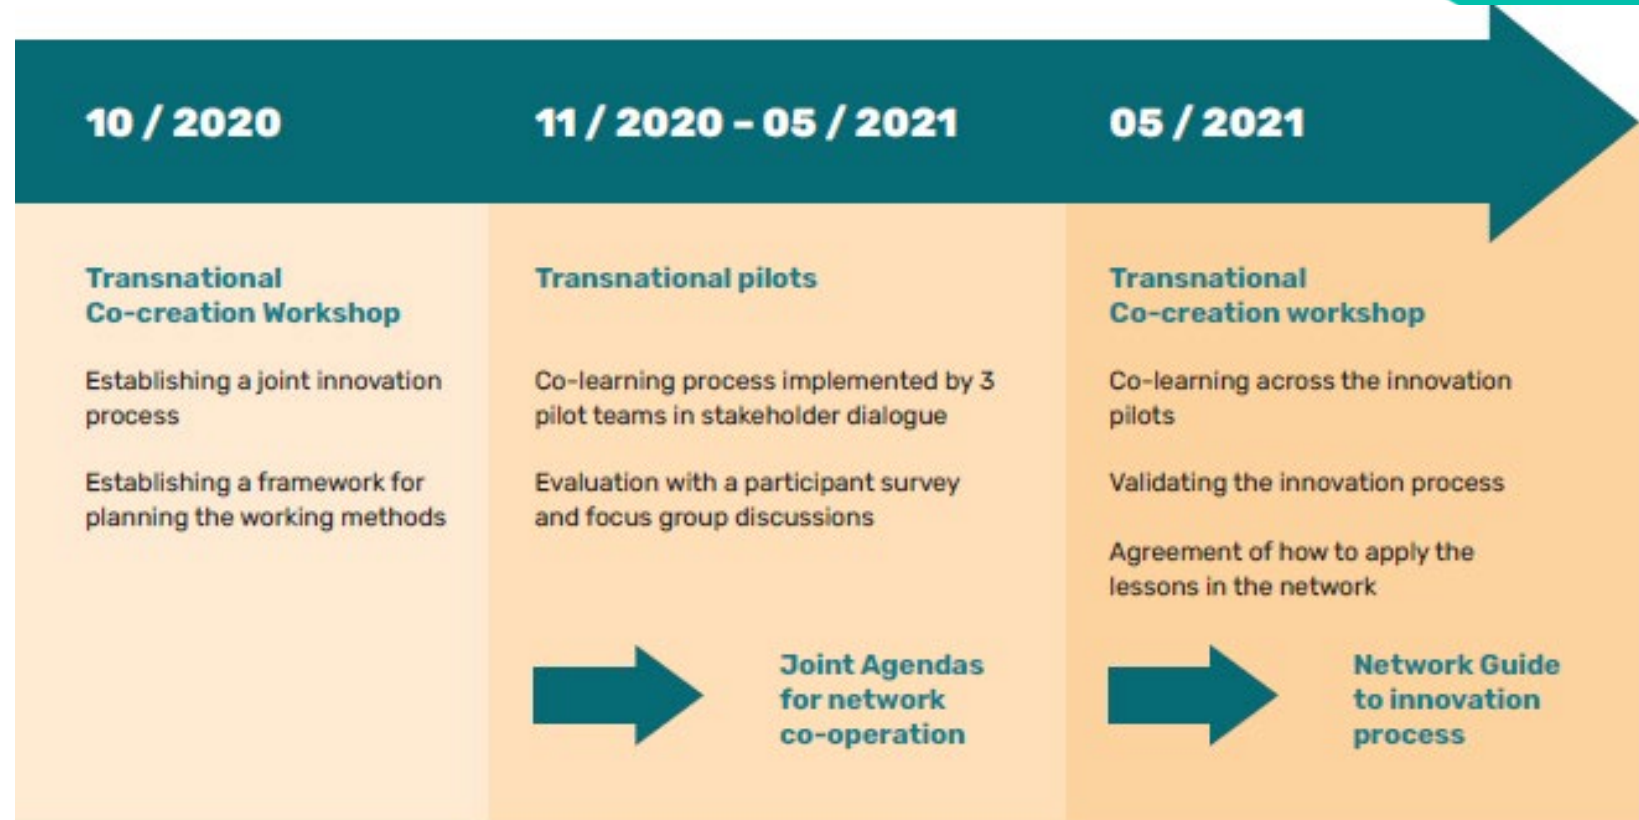 10 / 2020
11 / 2020 – 05 / 2021
05 / 2021
Transnational
Co-creation Workshop
Establishing a joint innovation
process
Establishing a framework for
planning the working methods
Transnational pilots
Co-learning process implemented by 3
pilot teams in stakeholder dialogue
Evaluation with a participant survey
and focus group discussions
Joint Agendas
for network
co-operation
Transnational
Co-creation workshop
Co-learning across the innovation
pilots
Validating the innovation process
Agreement of how to apply the
lessons in the network
Network Guide
to innovation
process